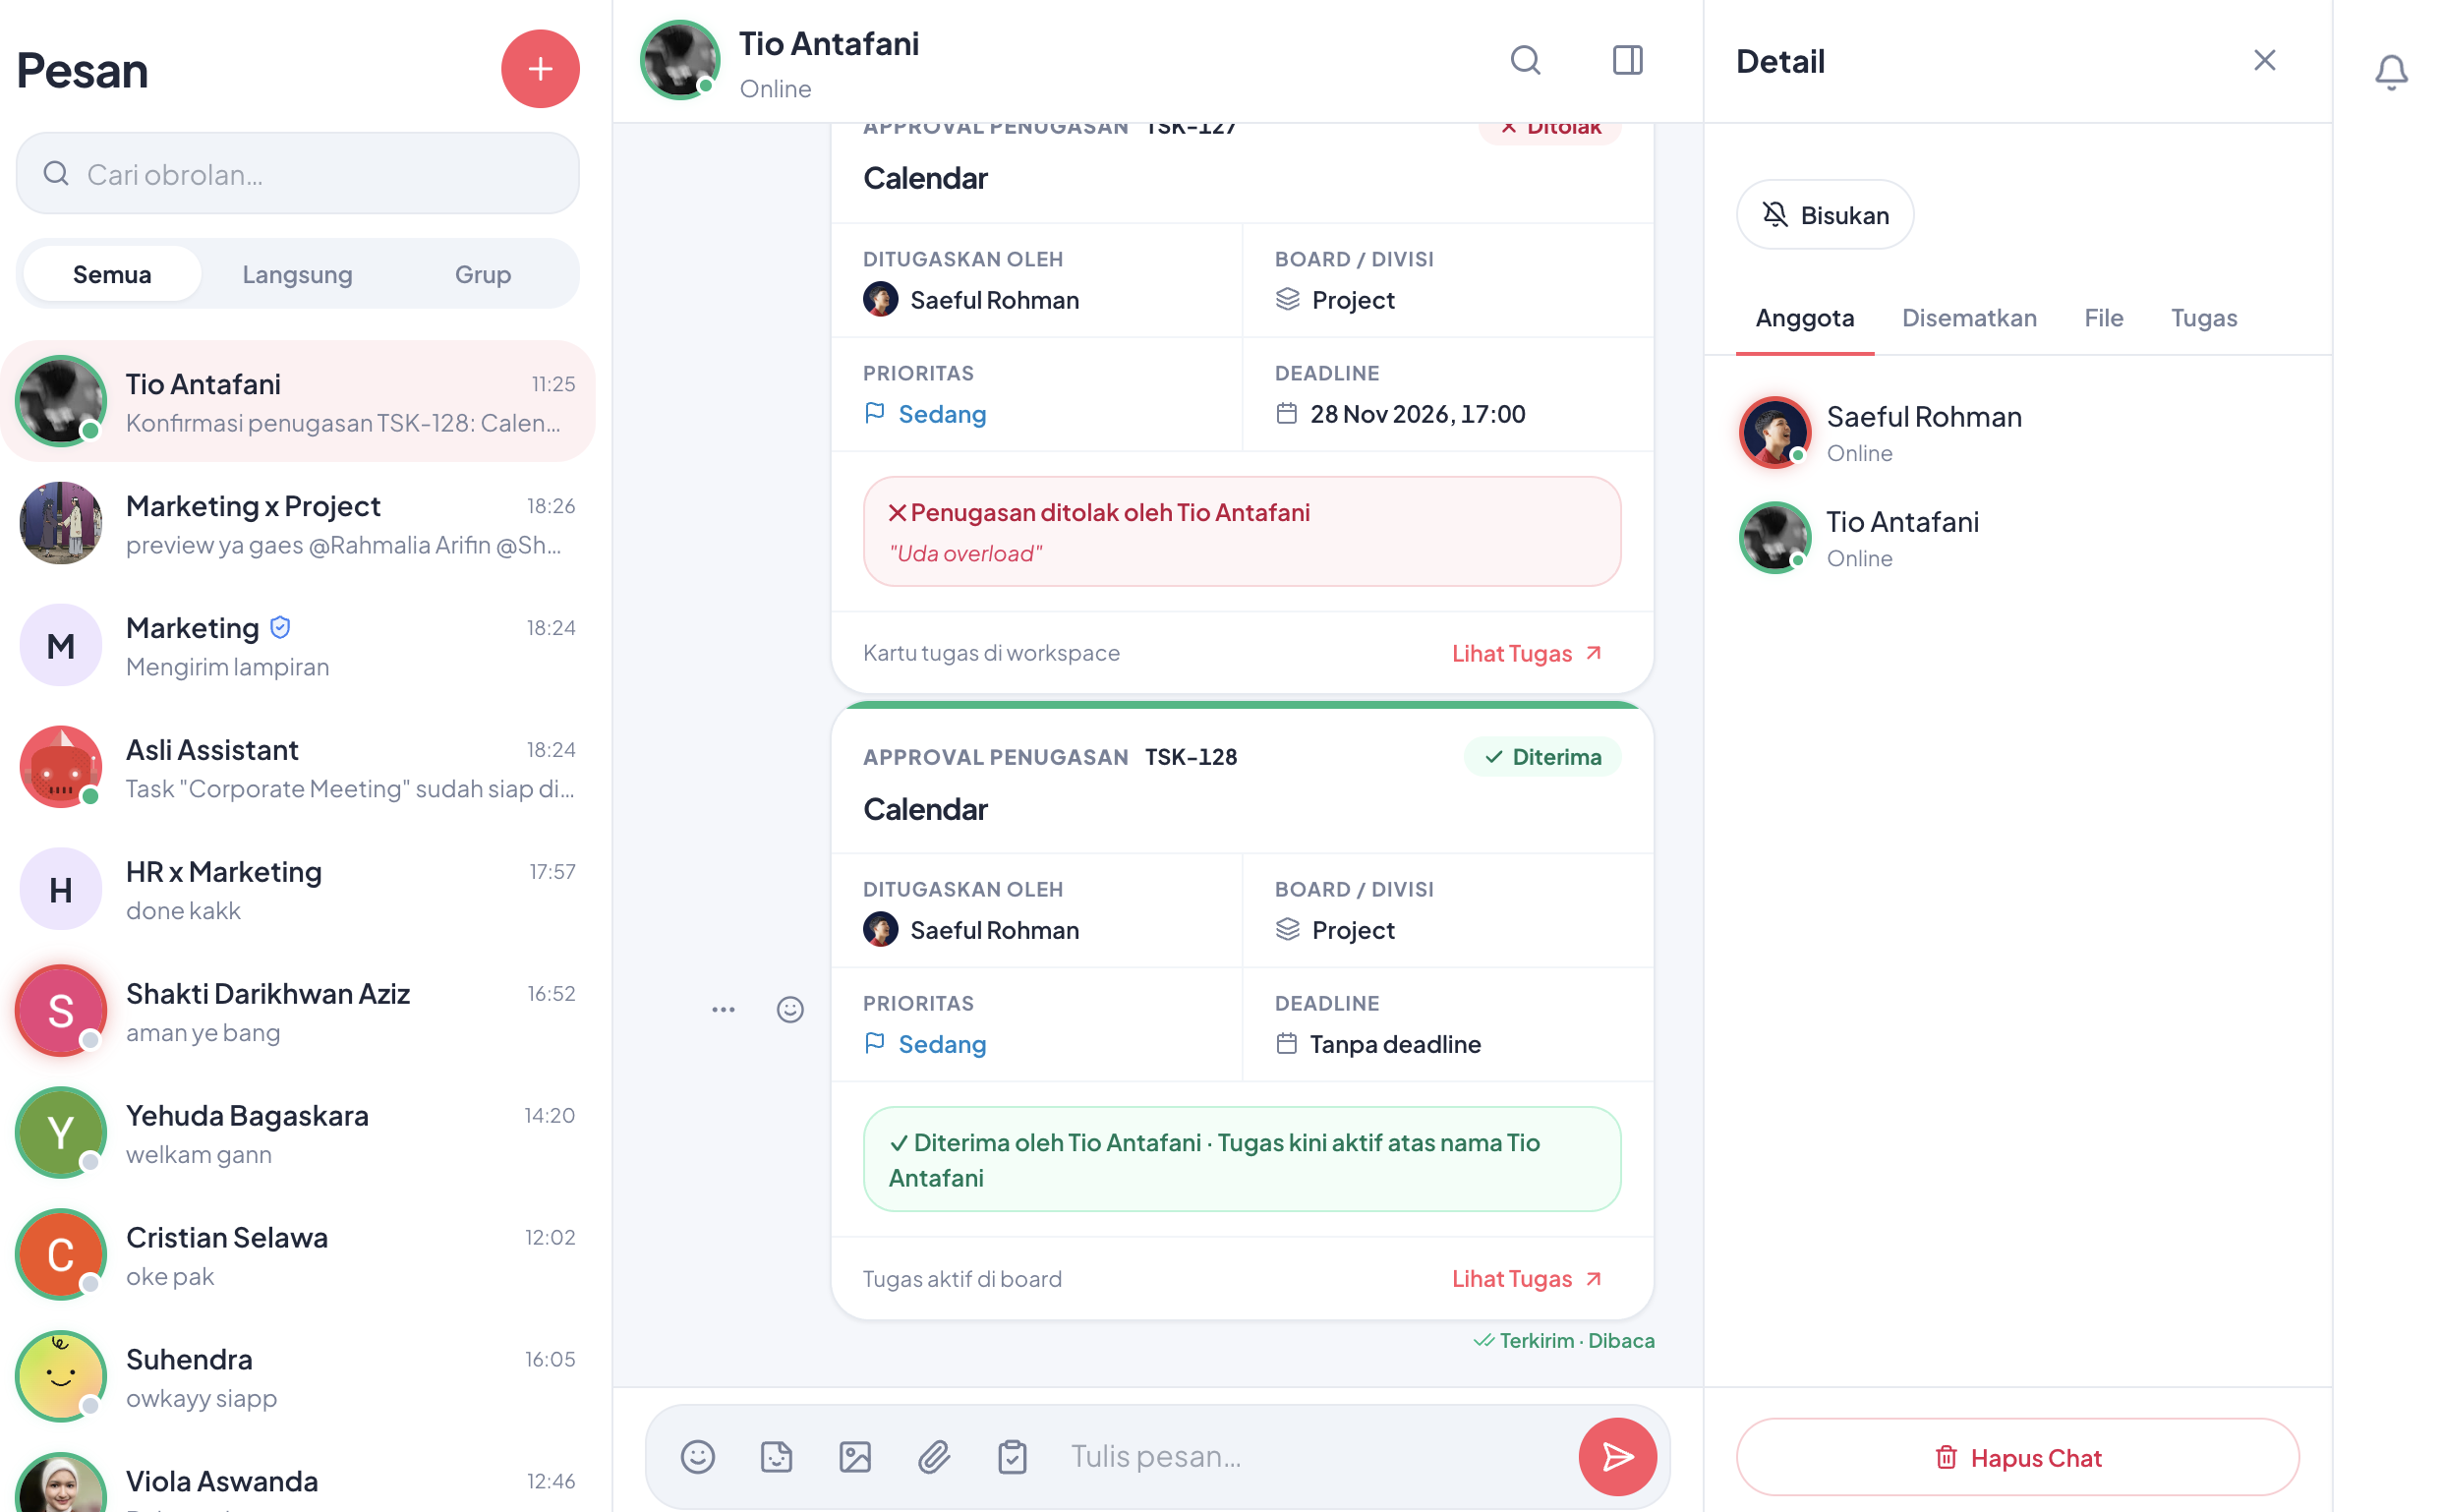 Pesan
Cari obrolan...
Semua
Langsung
Grup
Tio Antafani
11:25
Konfirmasi penugasan TSK-128: Calen...
Marketing x Project
18:26
preview ya gaes @Rahmalia Arifin @Sh...
M
Marketing
18:24
Mengirim lampiran
Asli Assistant
18:24
Task "Corporate Meeting" sudah siap di...
H
HR x Marketing
17:57
done kakk
S
Shakti Darikhwan Aziz
16:52
aman ye bang
Y
Yehuda Bagaskara
14:20
welkam gann
C
Cristian Selawa
12:02
oke pak
Suhendra
16:05
owkayy siapp
Viola Aswanda
12:46
Tio Antafani
Online
APPROVAL PENUGASAN TSK-127
Ditolak
Calendar
DITUGASKAN OLEH
Saeful Rohman
BOARD / DIVISI
Project
PRIORITAS
Sedang
DEADLINE
28 Nov 2026, 17:00
Penugasan ditolak oleh Tio Antafani
"Uda overload"
Kartu tugas di workspace
Lihat Tugas
APPROVAL PENUGASAN TSK-128
Diterima
Calendar
DITUGASKAN OLEH
Saeful Rohman
BOARD / DIVISI
Project
PRIORITAS
Sedang
DEADLINE
Tanpa deadline
Diterima oleh Tio Antafani · Tugas kini aktif atas nama Tio
Antafani
Tugas aktif di board
Lihat Tugas
Terkirim · Dibaca
Tulis pesan...
Detail
Bisukan
Anggota
Disematkan
File
Tugas
Saeful Rohman
Online
Tio Antafani
Online
Hapus Chat